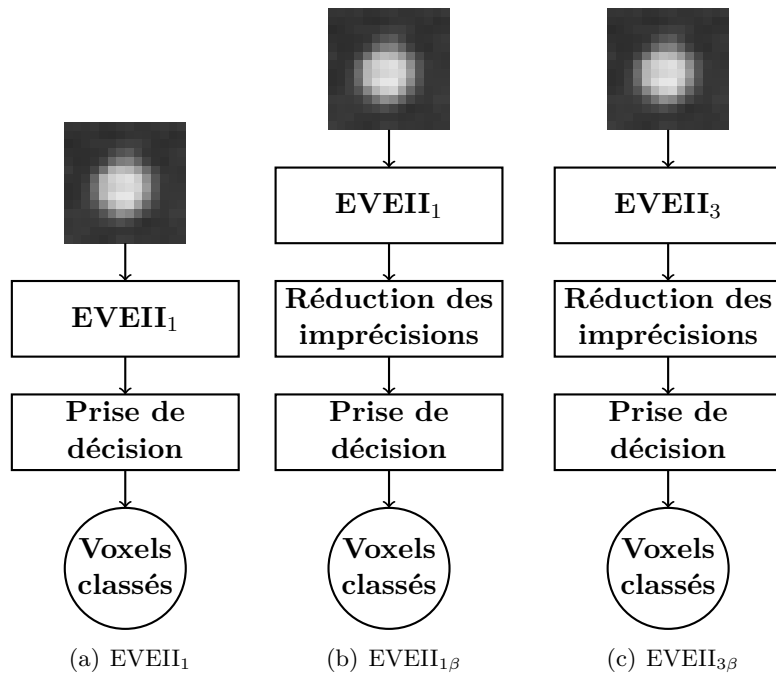 EVEII₁
Prise de
décision
Voxels
classés
(a) EVEII₁
EVEII₁
Réduction des
imprécisions
Prise de
décision
Voxels
classés
(b) EVEII₁ᵦ
EVEII₃
Réduction des
imprécisions
Prise de
décision
Voxels
classés
(c) EVEII₃ᵦ